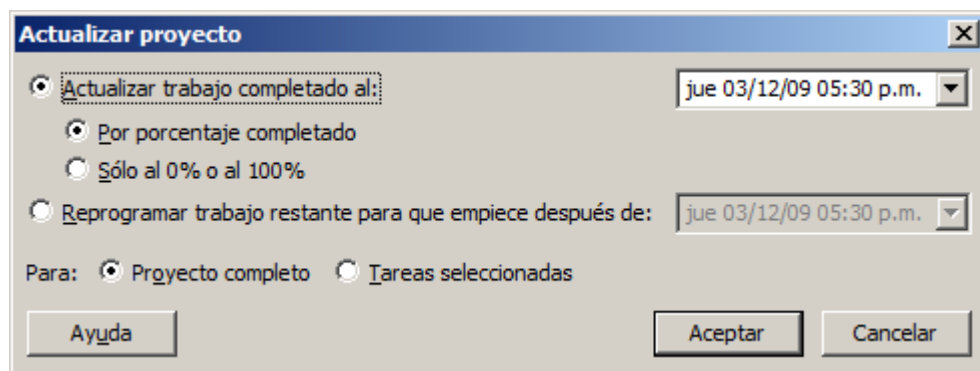 Actualizar proyecto
Actualizar trabajo completado al: jue 03/12/09 05:30 p.m.
Por porcentaje completado
Sólo al 0% o al 100%
Reprogramar trabajo restante para que empiece después de: jue 03/12/09 05:30 p.m.
Para: Proyecto completo Tareas seleccionadas
Ayuda Aceptar Cancelar